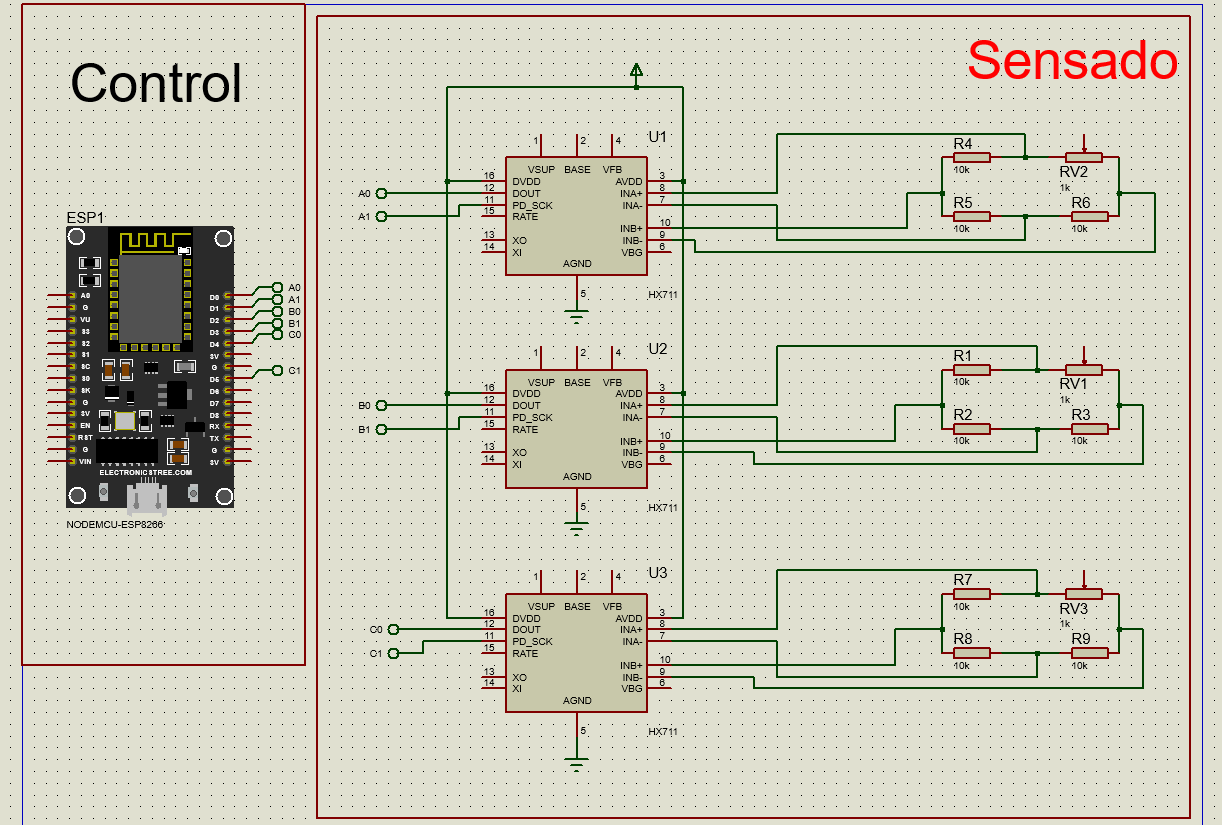 Control
Sensado
ESP1
A0
G
VU
S3
S2
S1
SC
S0
SK
G
3V
EN
RST
G
VIN
D0
D1
D2
D3
D4
3V
G
D5
D6
D7
D8
RX
TX
G
3V
ELECTRONICSTREE.COM
NODEMCU-ESP8266
A0
A1
B0
B1
C0
C1
U1
1
2
4
VSUP BASE VFB
16 DVDD
12 DOUT
11 PD_SCK
15 RATE
13 XO
14 XI
AVDD 3
INA+ 8
INA- 7
INB+ 10
INB- 9
VBG 6
AGND
5
HX711
A0
A1
R4
10k
RV2
1k
R5
10k
R6
10k
U2
1
2
4
VSUP BASE VFB
16 DVDD
12 DOUT
11 PD_SCK
15 RATE
13 XO
14 XI
AVDD 3
INA+ 8
INA- 7
INB+ 10
INB- 9
VBG 6
AGND
5
HX711
B0
B1
R1
10k
RV1
1k
R2
10k
R3
10k
U3
1
2
4
VSUP BASE VFB
16 DVDD
12 DOUT
11 PD_SCK
15 RATE
13 XO
14 XI
AVDD 3
INA+ 8
INA- 7
INB+ 10
INB- 9
VBG 6
AGND
5
HX711
C0
C1
R7
10k
RV3
1k
R8
10k
R9
10k